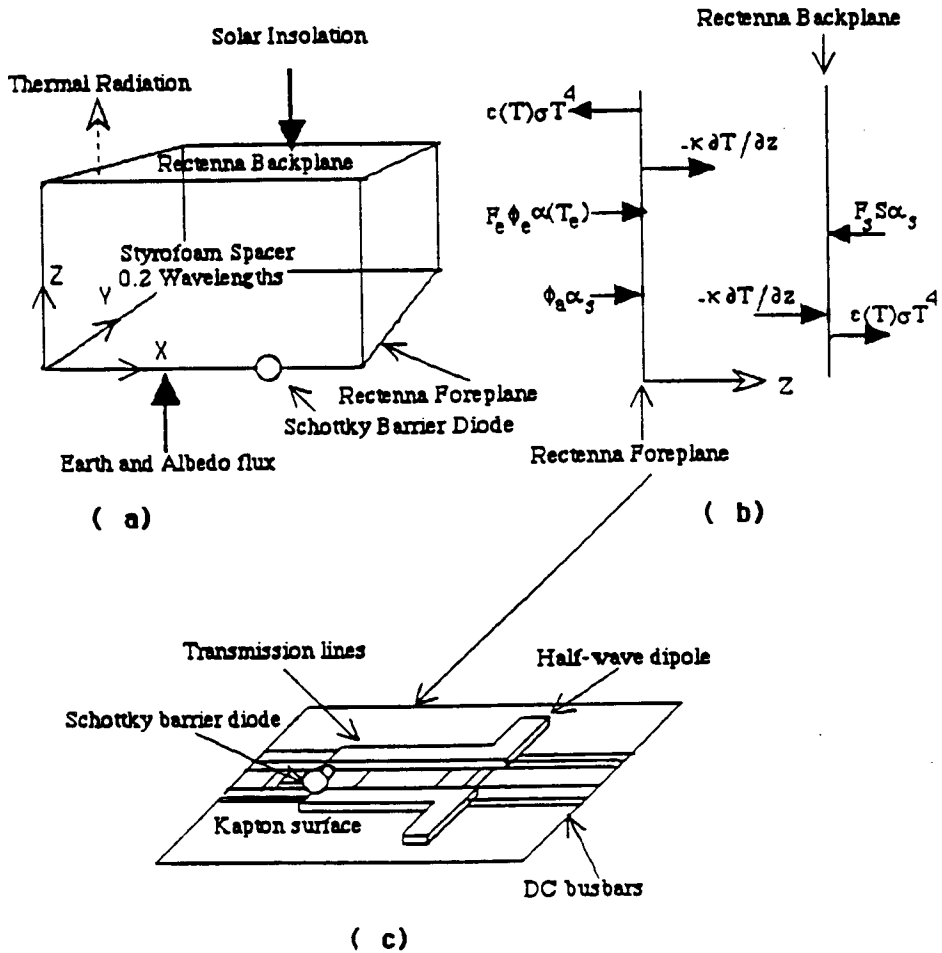 Solar Insolation
Thermal Radiation
Rectenna Backplane
Styrofoam Spacer
0.2 Wavelengths
Z
Y
X
Rectenna Foreplane
Schottky Barrier Diode
Earth and Albedo flux
( a)
Rectenna Backplane
ε(T)σT⁴
-κ ∂T/∂z
F_e ϕ_e α(T_e)
F_s S α_s
ϕ_a α_s
-κ ∂T/∂z
ε(T)σT⁴
Z
Rectenna Foreplane
( b)
Transmission lines
Half-wave dipole
Schottky barrier diode
Kapton surface
DC busbars
( c)